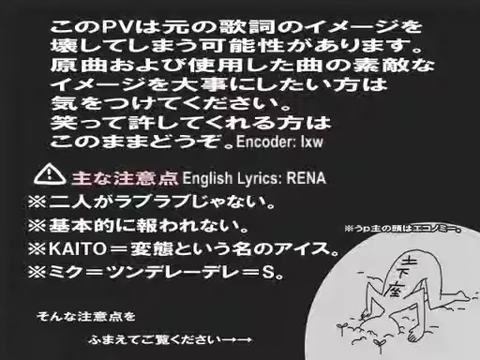 このPVは元の歌詞のイメージを
壊してしまう可能性があります。
原曲および使用した曲の素敵な
イメージを大事にしたい方は
気をつけてください。
笑って許してくれる方は
このままどうぞ。Encoder: lxw
主な注意点 English Lyrics: RENA
※二人がラブラブじゃない。
※基本的に報われない。
※うp主の頭はエコノミー。
※KAITO＝変態という名のアイス。
※ミク＝ツンデレーデレ＝S。
土下座
そんな注意点を
ふまえてご覧ください→→